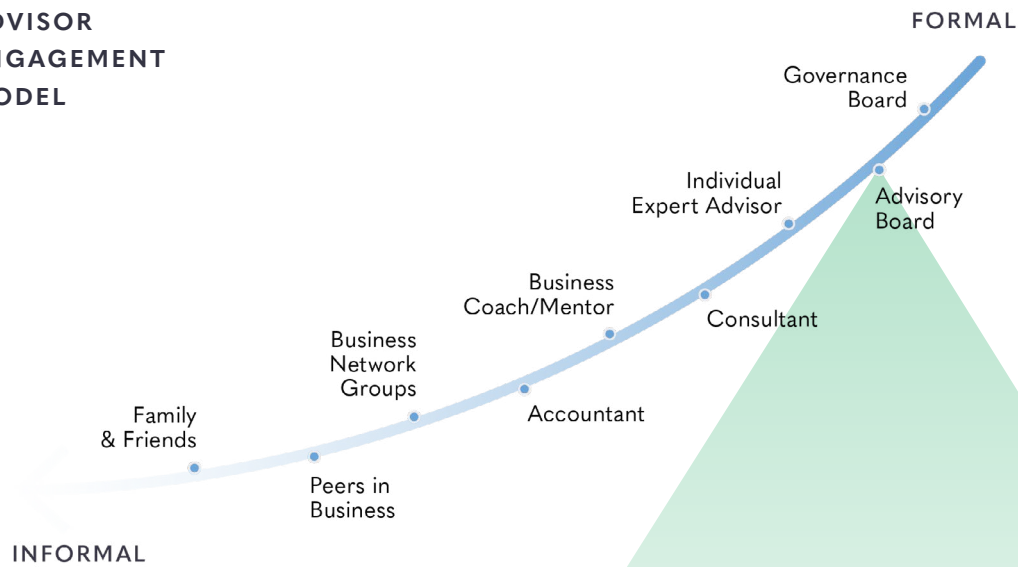 DVISOR
NGAGEMENT
ODEL
FORMAL
Governance
Board
Advisory
Board
Individual
Expert Advisor
Consultant
Business
Coach/Mentor
Accountant
Business
Network
Groups
Peers in
Business
Family
& Friends
INFORMAL